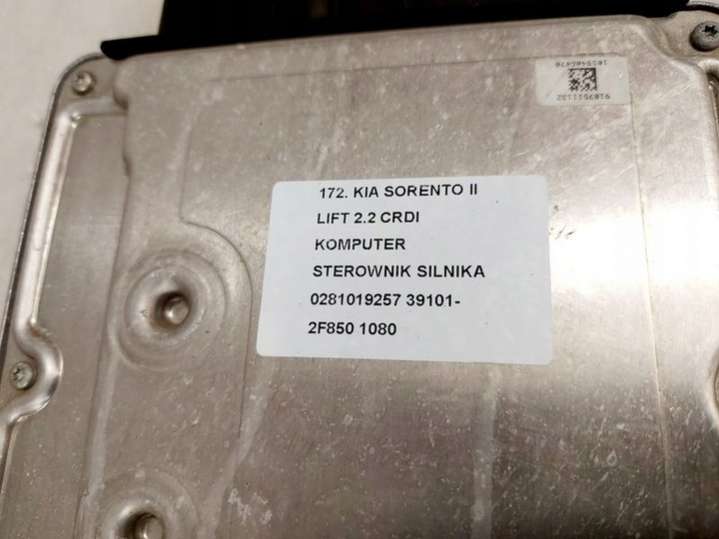 172. KIA SORENTO II
LIFT 2.2 CRDI
KOMPUTER
STEROWNIK SILNIKA
0281019257 39101-
2F850 1080